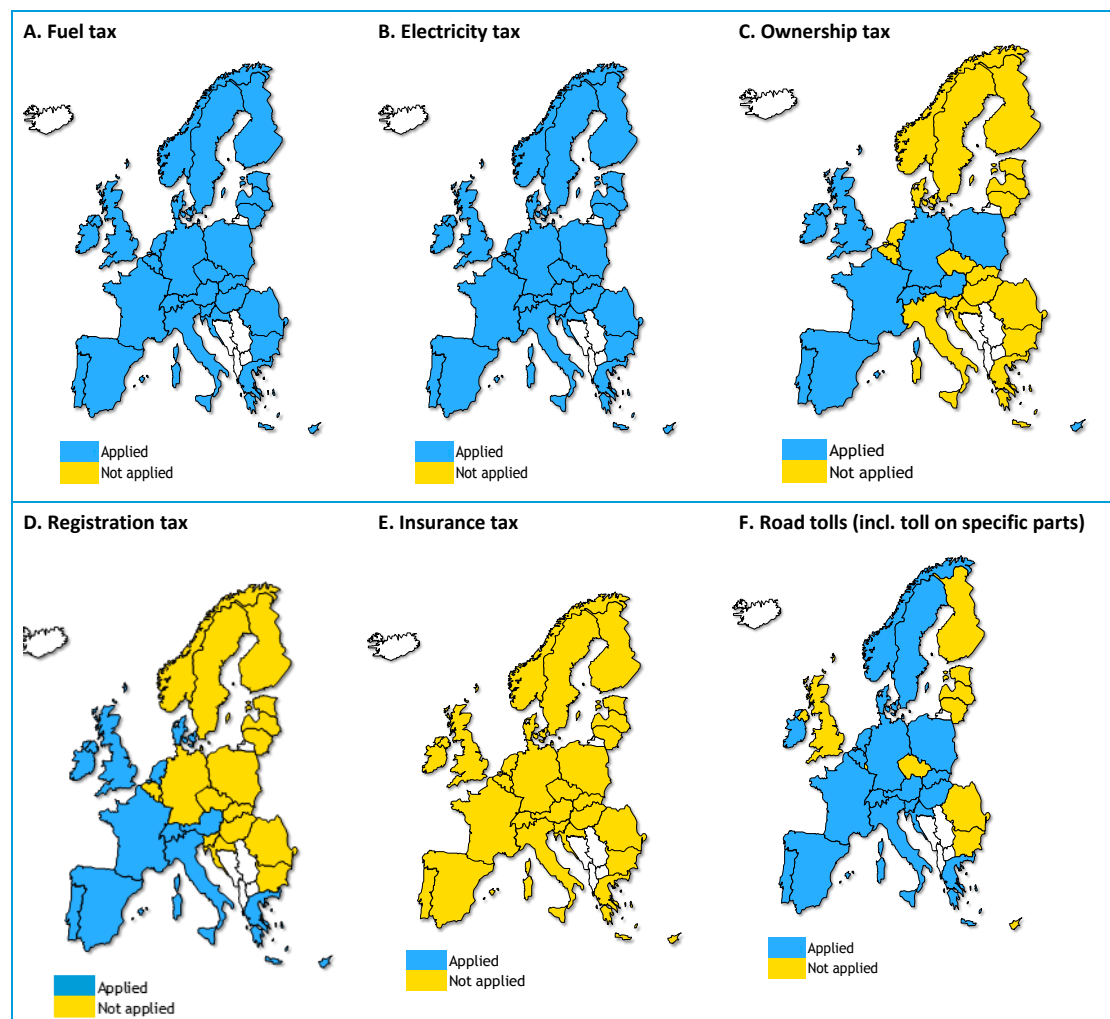 A. Fuel tax
B. Electricity tax
C. Ownership tax
Applied
Not applied
Applied
Not applied
Applied
Not applied
D. Registration tax
E. Insurance tax
F. Road tolls (incl. toll on specific parts)
Applied
Not applied
Applied
Not applied
Applied
Not applied